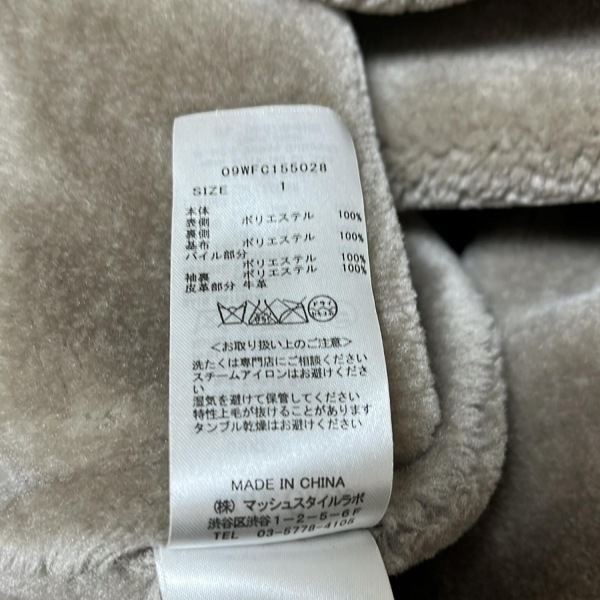 09WFC155028
SIZE 1
本体
表側 ポリエステル 100%
裏側
基布 ポリエステル 100%
パイル部分
ポリエステル 100%
袖裏 ポリエステル 100%
皮革部分 牛革
ドライ
＜お取り扱い上のご注意＞
洗たくは専門店にご相談ください
スチームアイロンはお避けくださ
い
湿気を避けて保管してください
特性上毛が抜けることがあります
タンブル乾燥はお避けください
MADE IN CHINA
(株) マッシュスタイルラボ
渋谷区渋谷1-2-5-6F
TEL 03-5778-4105